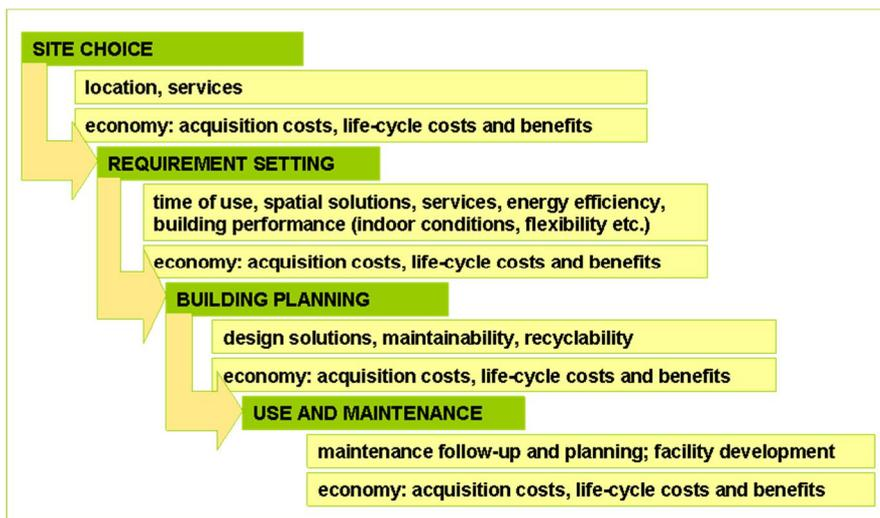 SITE CHOICE
location, services
economy: acquisition costs, life-cycle costs and benefits
REQUIREMENT SETTING
time of use, spatial solutions, services, energy efficiency,
building performance (indoor conditions, flexibility etc.)
economy: acquisition costs, life-cycle costs and benefits
BUILDING PLANNING
design solutions, maintainability, recyclability
economy: acquisition costs, life-cycle costs and benefits
USE AND MAINTENANCE
maintenance follow-up and planning; facility development
economy: acquisition costs, life-cycle costs and benefits